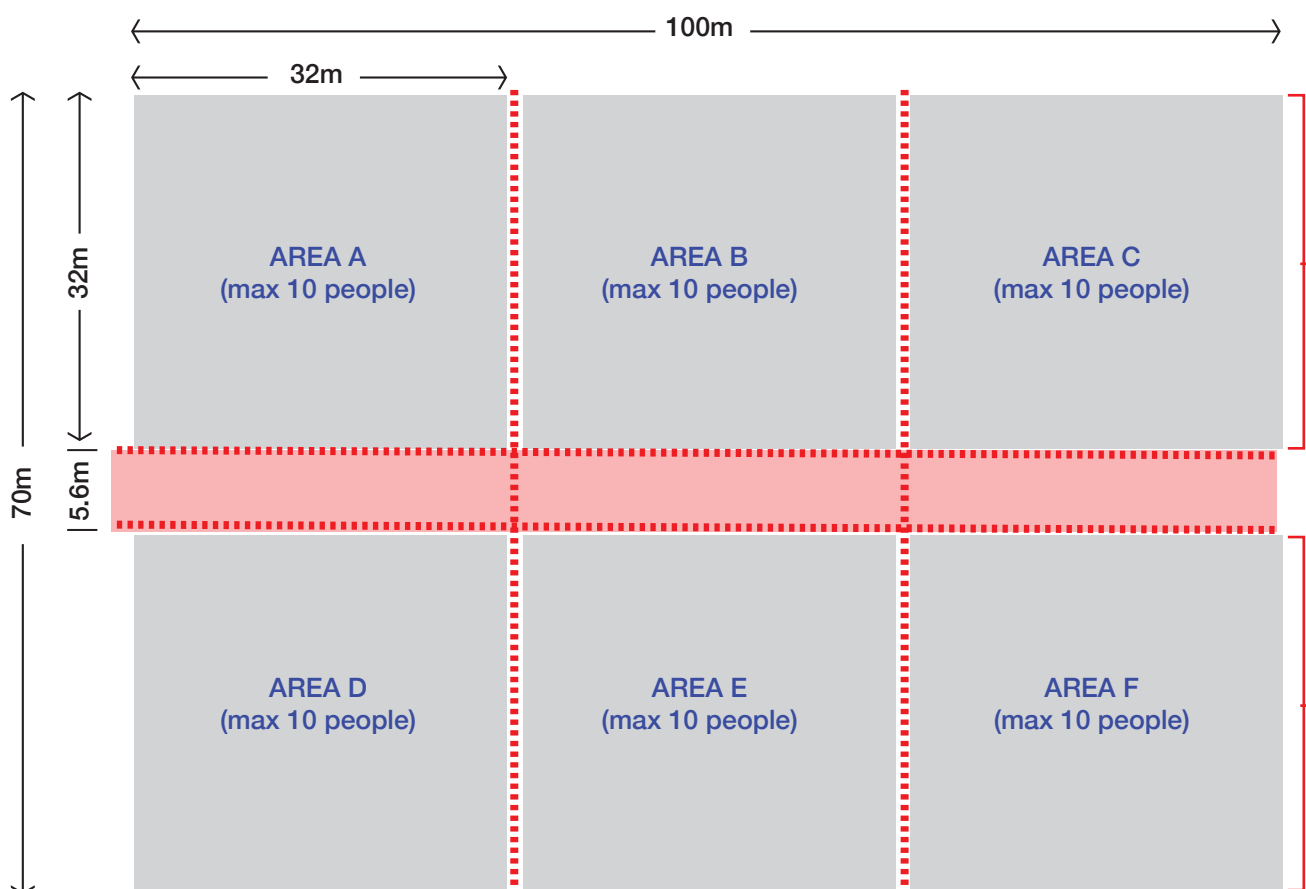 100m
32m
32m
5.6m
70m
AREA A
(max 10 people)
AREA B
(max 10 people)
AREA C
(max 10 people)
AREA D
(max 10 people)
AREA E
(max 10 people)
AREA F
(max 10 people)